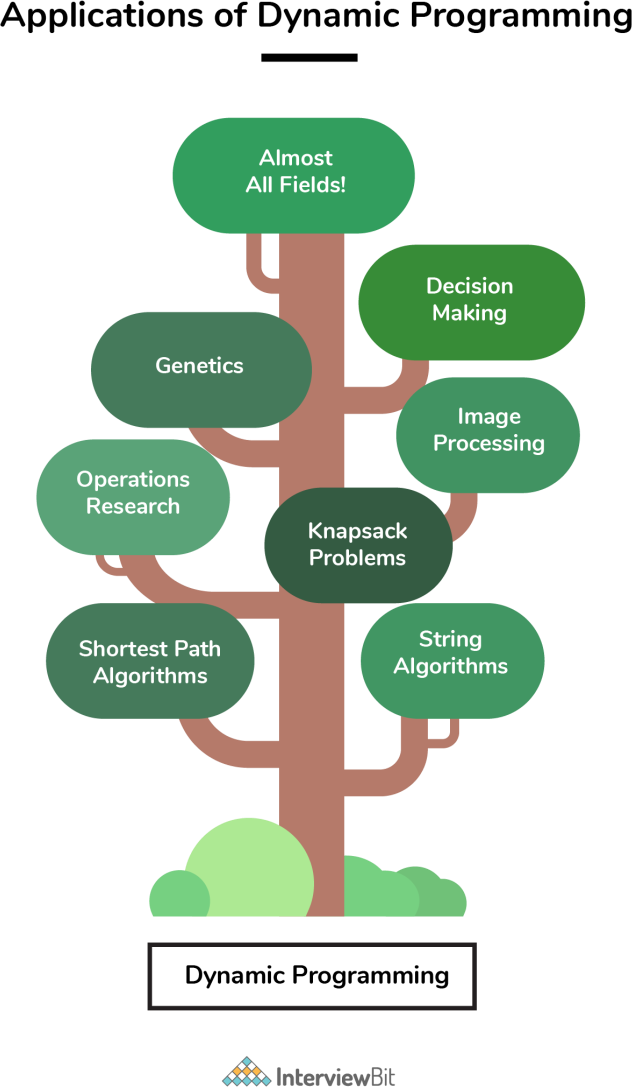 Applications of Dynamic Programming
Almost
All Fields!
Decision
Making
Genetics
Image
Processing
Operations
Research
Knapsack
Problems
Shortest Path
Algorithms
String
Algorithms
Dynamic Programming
InterviewBit